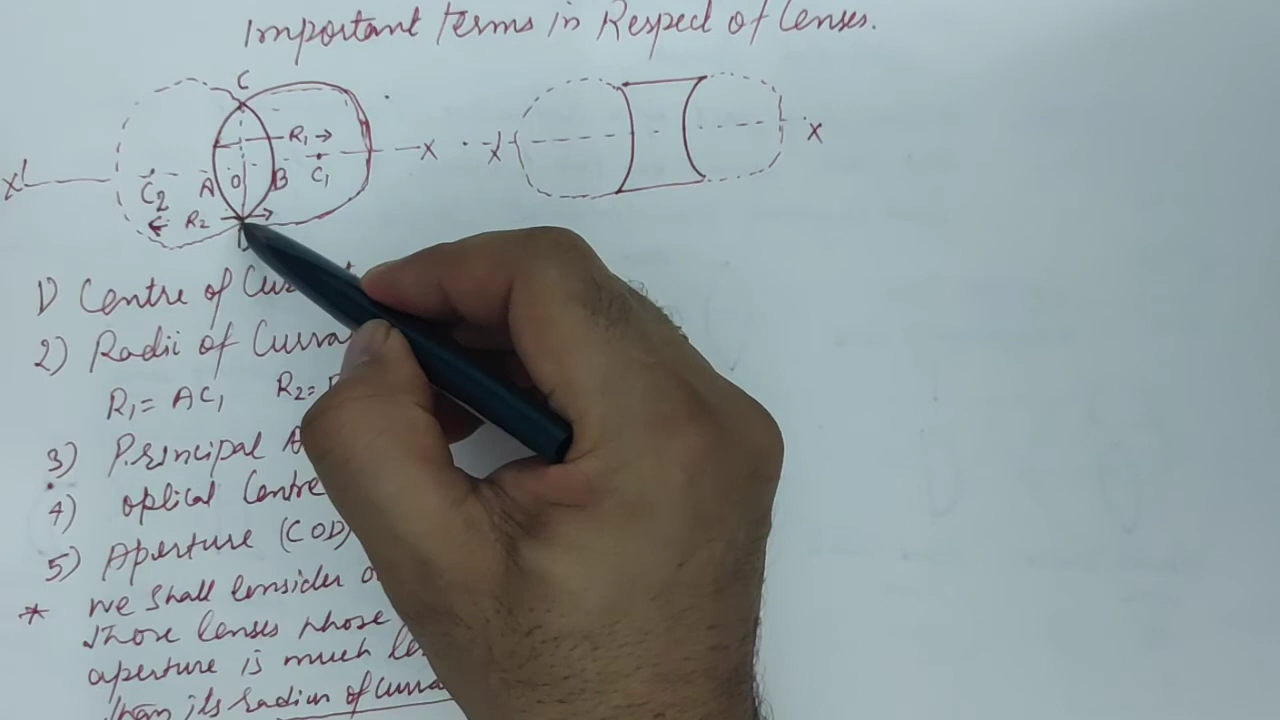 Important terms in Respect of Lenses.
C
R₁ →
X' X X' X
C₂ A O B C₁
← R₂ →
1) Centre of
2) Radii of
R₁ = AC₁ R₂ =
3) Principal
4) Optical Centre
5) Aperture (COD)
* We shall consider
those lenses whose
aperture is much
than its radius of